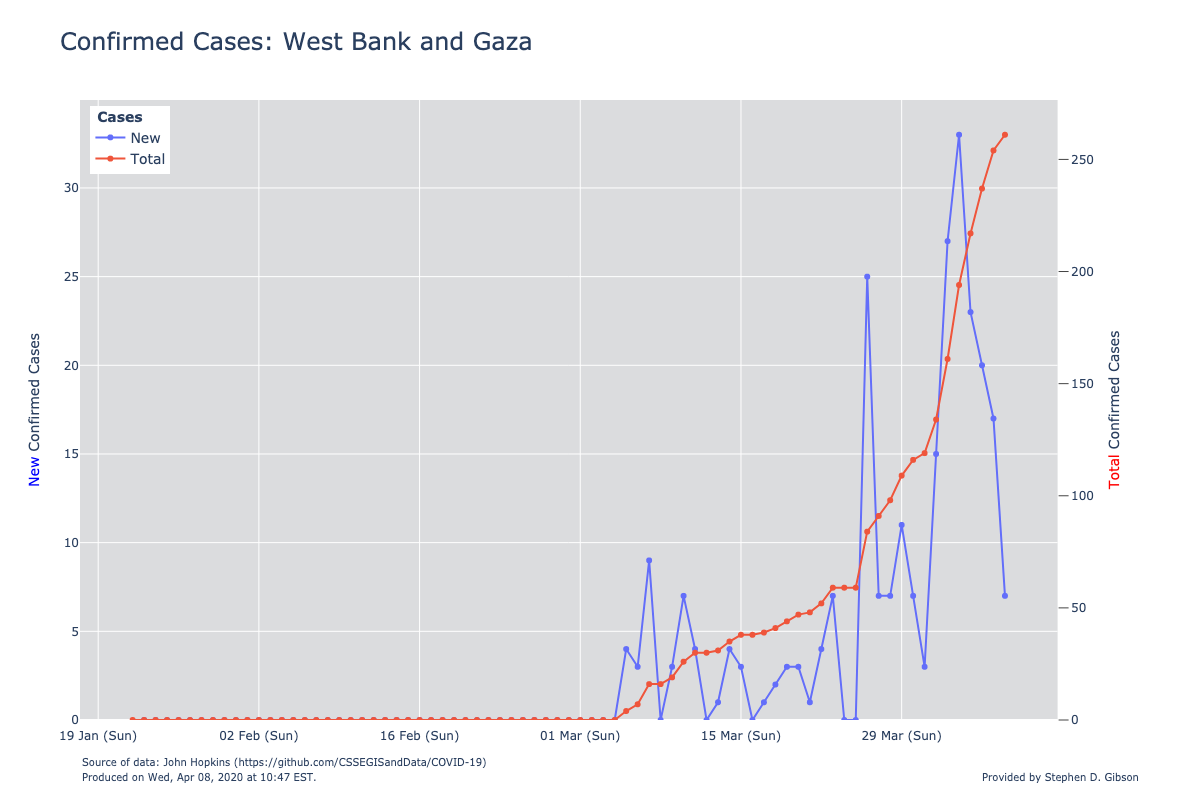 Confirmed Cases: West Bank and Gaza
Cases
New
Total
30
25
20
15
10
5
0
250
200
150
100
50
0
New Confirmed Cases
Total Confirmed Cases
19 Jan (Sun)
02 Feb (Sun)
16 Feb (Sun)
01 Mar (Sun)
15 Mar (Sun)
29 Mar (Sun)
Source of data: John Hopkins (https://github.com/CSSEGISandData/COVID-19)
Produced on Wed, Apr 08, 2020 at 10:47 EST.
Provided by Stephen D. Gibson